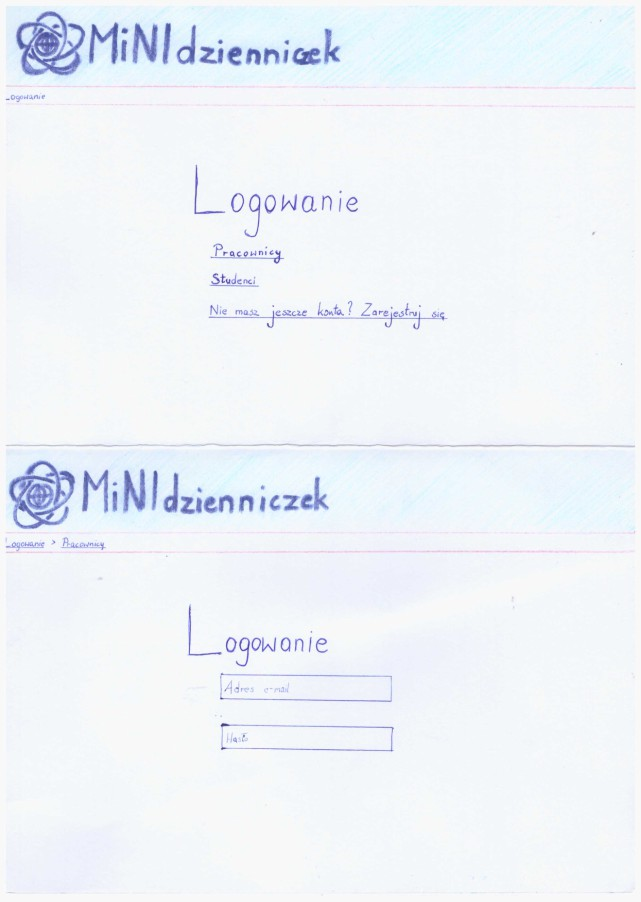 MiNIdzienniczek
Logowanie
Logowanie
Pracownicy
Studenci
Nie masz jeszcze konta? Zarejestruj się
MiNIdzienniczek
Logowanie > Pracownicy
Logowanie
Adres e-mail
Hasło